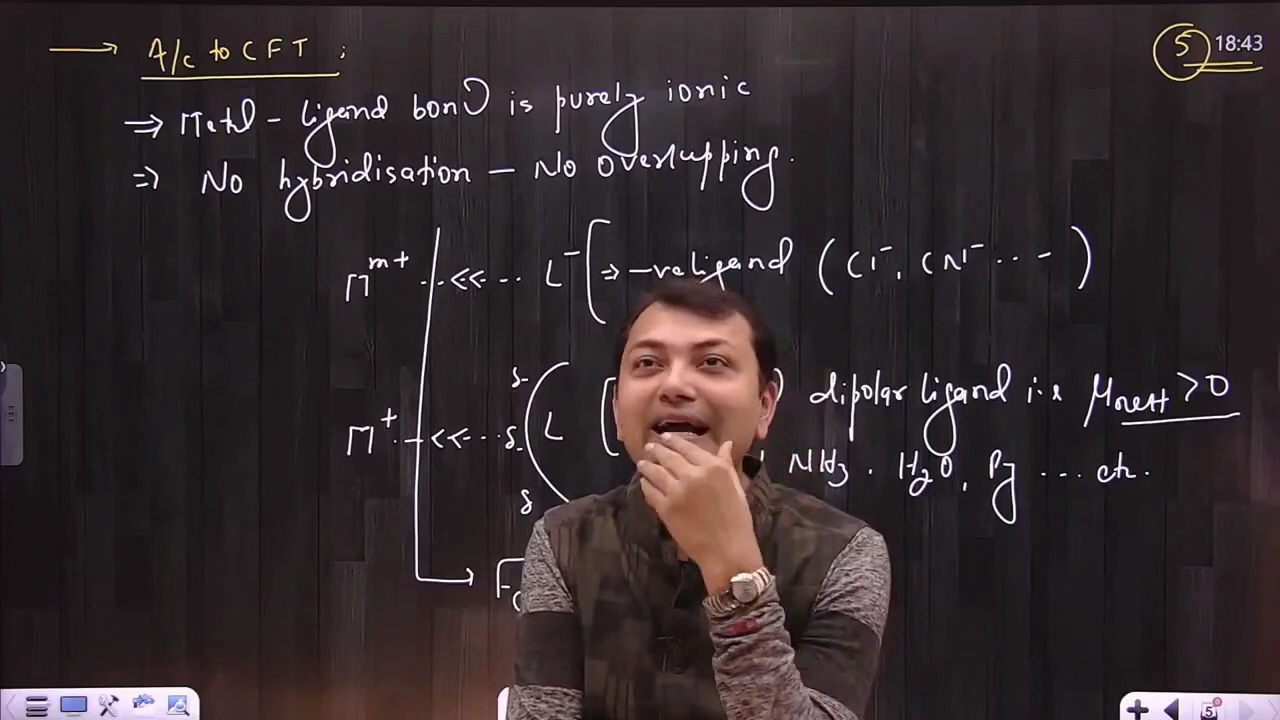 → A/c to CFT :
5
18:43
⇒ Metal - ligand bond is purely ionic
⇒ No hybridisation - No overlapping.
M^m+ ...<<... L^- [ ⇒ -ve ligand ( Cl^-, CN^- ... )
δ-
M^+ ...<<... δ- L dipolar ligand i.e μnett > 0
NH3 . H2O, Py ... etc.
δ
5